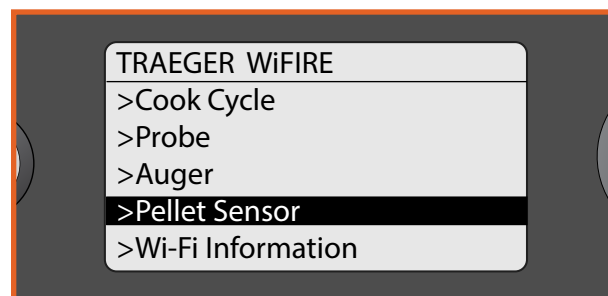 TRAEGER WiFIRE
>Cook Cycle
>Probe
>Auger
>Pellet Sensor
>Wi-Fi Information